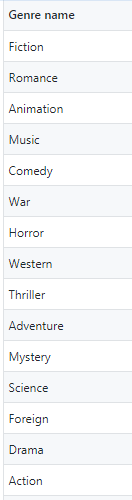 Genre name
Fiction
Romance
Animation
Music
Comedy
War
Horror
Western
Thriller
Adventure
Mystery
Science
Foreign
Drama
Action